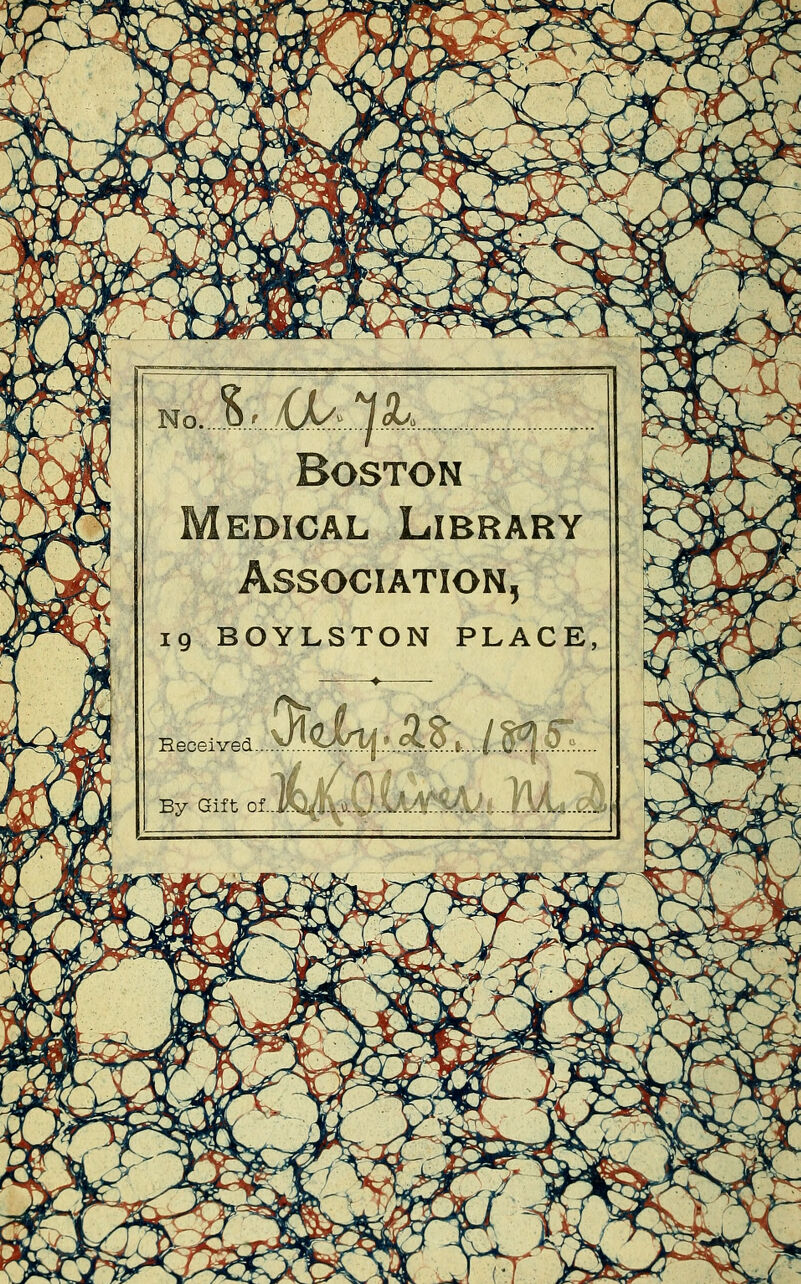 No. 8. A. 72.
BOSTON
MEDICAL LIBRARY
ASSOCIATION,
19 BOYLSTON PLACE,
Received Feby. 28, 1895.
By Gift of H. K. Oliver, M. D.